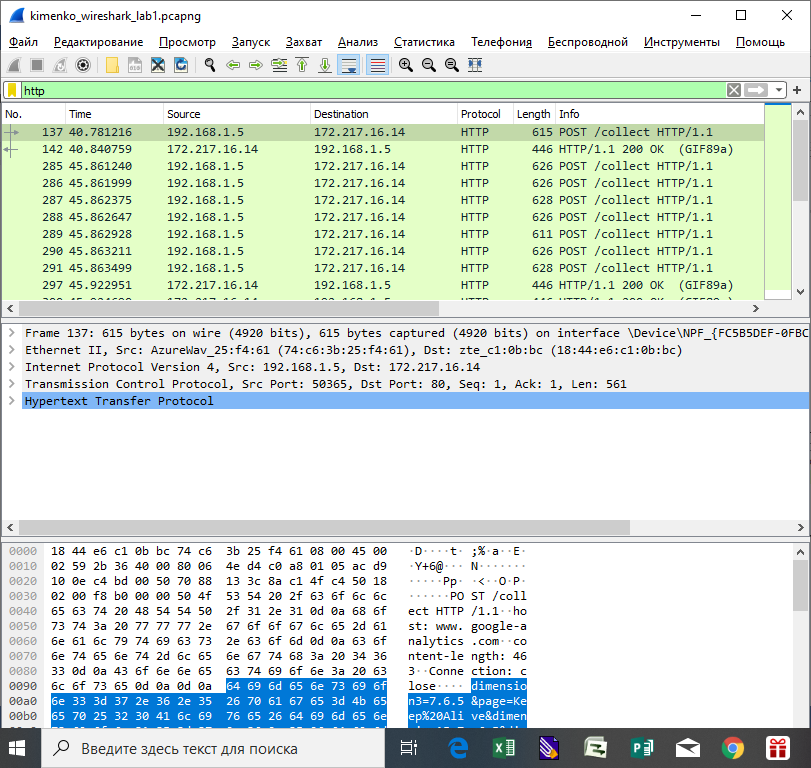 kimenko_wireshark_lab1.pcapng
Файл Редактирование Просмотр Запуск Захват Анализ Статистика Телефония Беспроводной Инструменты Помощь
http
No. Time Source Destination Protocol Length Info
137 40.781216 192.168.1.5 172.217.16.14 HTTP 615 POST /collect HTTP/1.1
142 40.840759 172.217.16.14 192.168.1.5 HTTP 446 HTTP/1.1 200 OK (GIF89a)
285 45.861240 192.168.1.5 172.217.16.14 HTTP 626 POST /collect HTTP/1.1
286 45.861999 192.168.1.5 172.217.16.14 HTTP 626 POST /collect HTTP/1.1
287 45.862375 192.168.1.5 172.217.16.14 HTTP 628 POST /collect HTTP/1.1
288 45.862647 192.168.1.5 172.217.16.14 HTTP 626 POST /collect HTTP/1.1
289 45.862928 192.168.1.5 172.217.16.14 HTTP 611 POST /collect HTTP/1.1
290 45.863211 192.168.1.5 172.217.16.14 HTTP 626 POST /collect HTTP/1.1
291 45.863499 192.168.1.5 172.217.16.14 HTTP 628 POST /collect HTTP/1.1
297 45.922951 172.217.16.14 192.168.1.5 HTTP 446 HTTP/1.1 200 OK (GIF89a)
Frame 137: 615 bytes on wire (4920 bits), 615 bytes captured (4920 bits) on interface \Device\NPF_{FC5B5DEF-0FBC
Ethernet II, Src: AzureWav_25:f4:61 (74:c6:3b:25:f4:61), Dst: zte_c1:0b:bc (18:44:e6:c1:0b:bc)
Internet Protocol Version 4, Src: 192.168.1.5, Dst: 172.217.16.14
Transmission Control Protocol, Src Port: 50365, Dst Port: 80, Seq: 1, Ack: 1, Len: 561
Hypertext Transfer Protocol
0000 18 44 e6 c1 0b bc 74 c6 3b 25 f4 61 08 00 45 00 ·D····t· ;%·a··E·
0010 02 59 2b 36 40 00 80 06 4e d4 c0 a8 01 05 ac d9 ·Y+6@··· N·······
0020 10 0e c4 bd 00 50 70 88 13 3c 8a c1 4f c4 50 18 ·····Pp· ·<··O·P·
0030 02 00 f8 b0 00 00 50 4f 53 54 20 2f 63 6f 6c 6c ······PO ST /coll
0040 65 63 74 20 48 54 54 50 2f 31 2e 31 0d 0a 68 6f ect HTTP /1.1··ho
0050 73 74 3a 20 77 77 77 2e 67 6f 6f 67 6c 65 2d 61 st: www. google-a
0060 6e 61 6c 79 74 69 63 73 2e 63 6f 6d 0d 0a 63 6f nalytics .com··co
0070 6e 74 65 6e 74 2d 6c 65 6e 67 74 68 3a 20 34 36 ntent-le ngth: 46
0080 33 0d 0a 43 6f 6e 6e 65 63 74 69 6f 6e 3a 20 63 3··Conne ction: c
0090 6c 6f 73 65 0d 0a 0d 0a 64 69 6d 65 6e 73 69 6f lose···· dimensio
00a0 6e 33 3d 37 2e 36 2e 35 26 70 61 67 65 3d 4b 65 n3=7.6.5 &page=Ke
00b0 65 70 25 32 30 41 6c 69 76 65 26 64 69 6d 65 6e ep%20Ali ve&dimen
Введите здесь текст для поиска